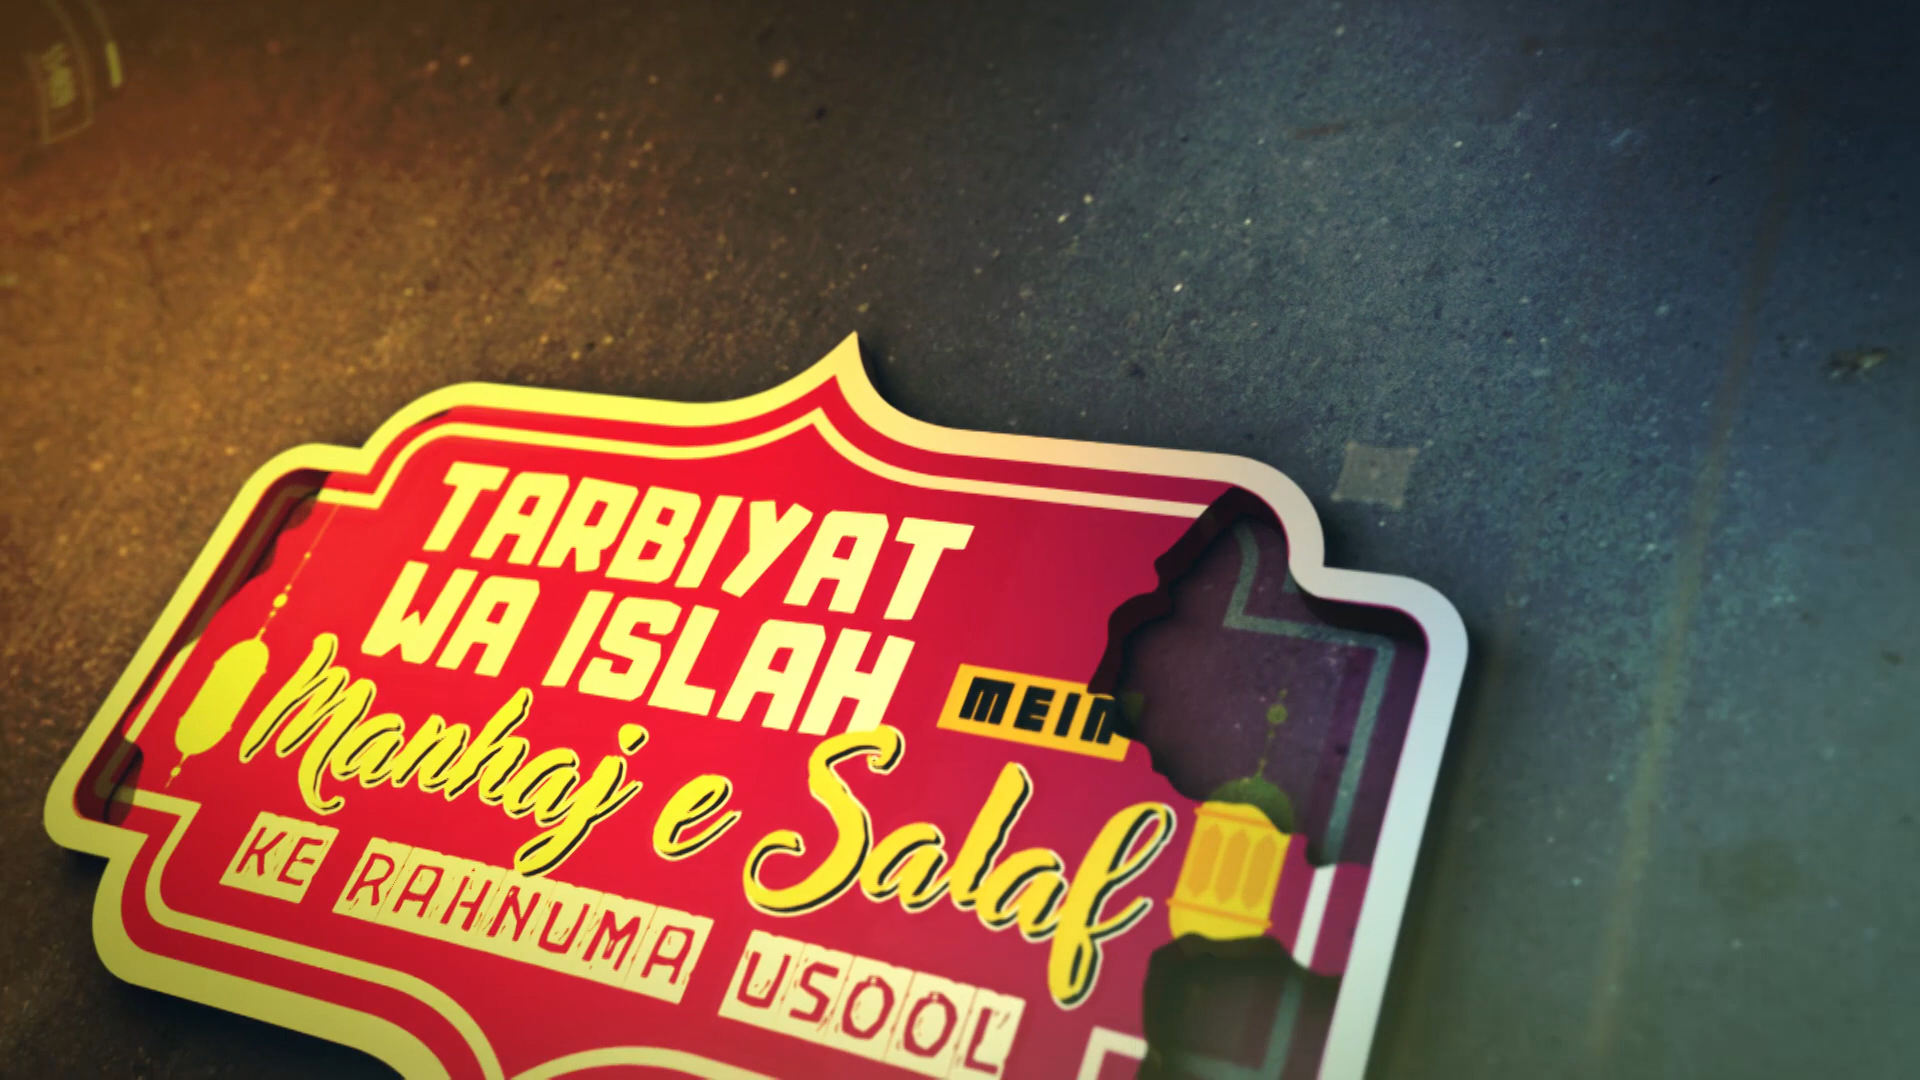 TARBIYAT
WA ISLAH
MEIN
Manhaj e Salaf
KE RAHNUMA USOOL